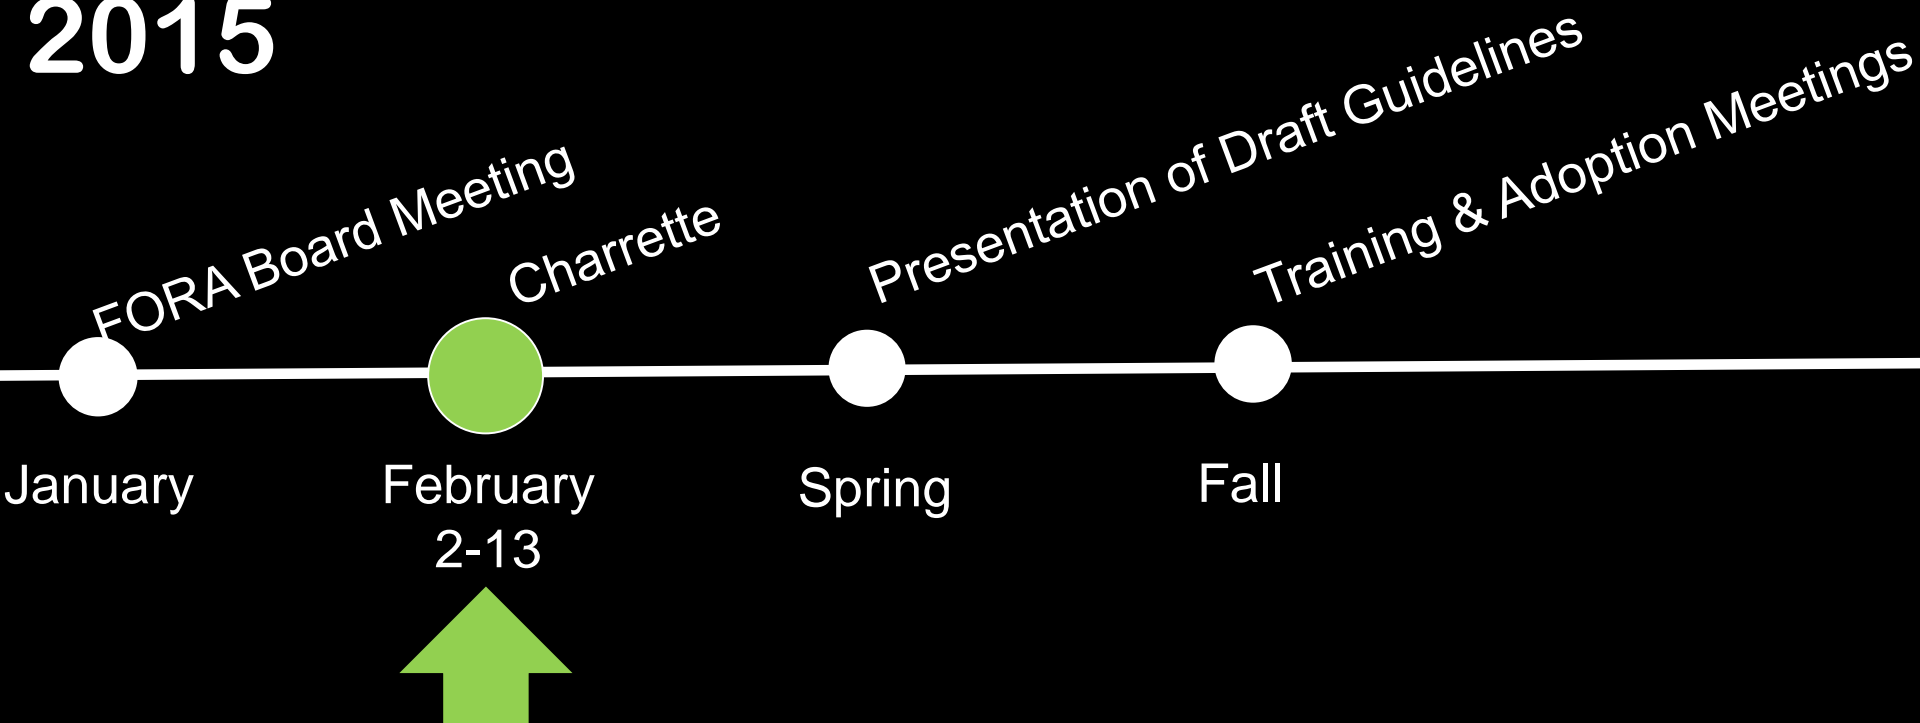 2015
FORA Board Meeting
Charrette
Presentation of Draft Guidelines
Training & Adoption Meetings
January
February
2-13
Spring
Fall